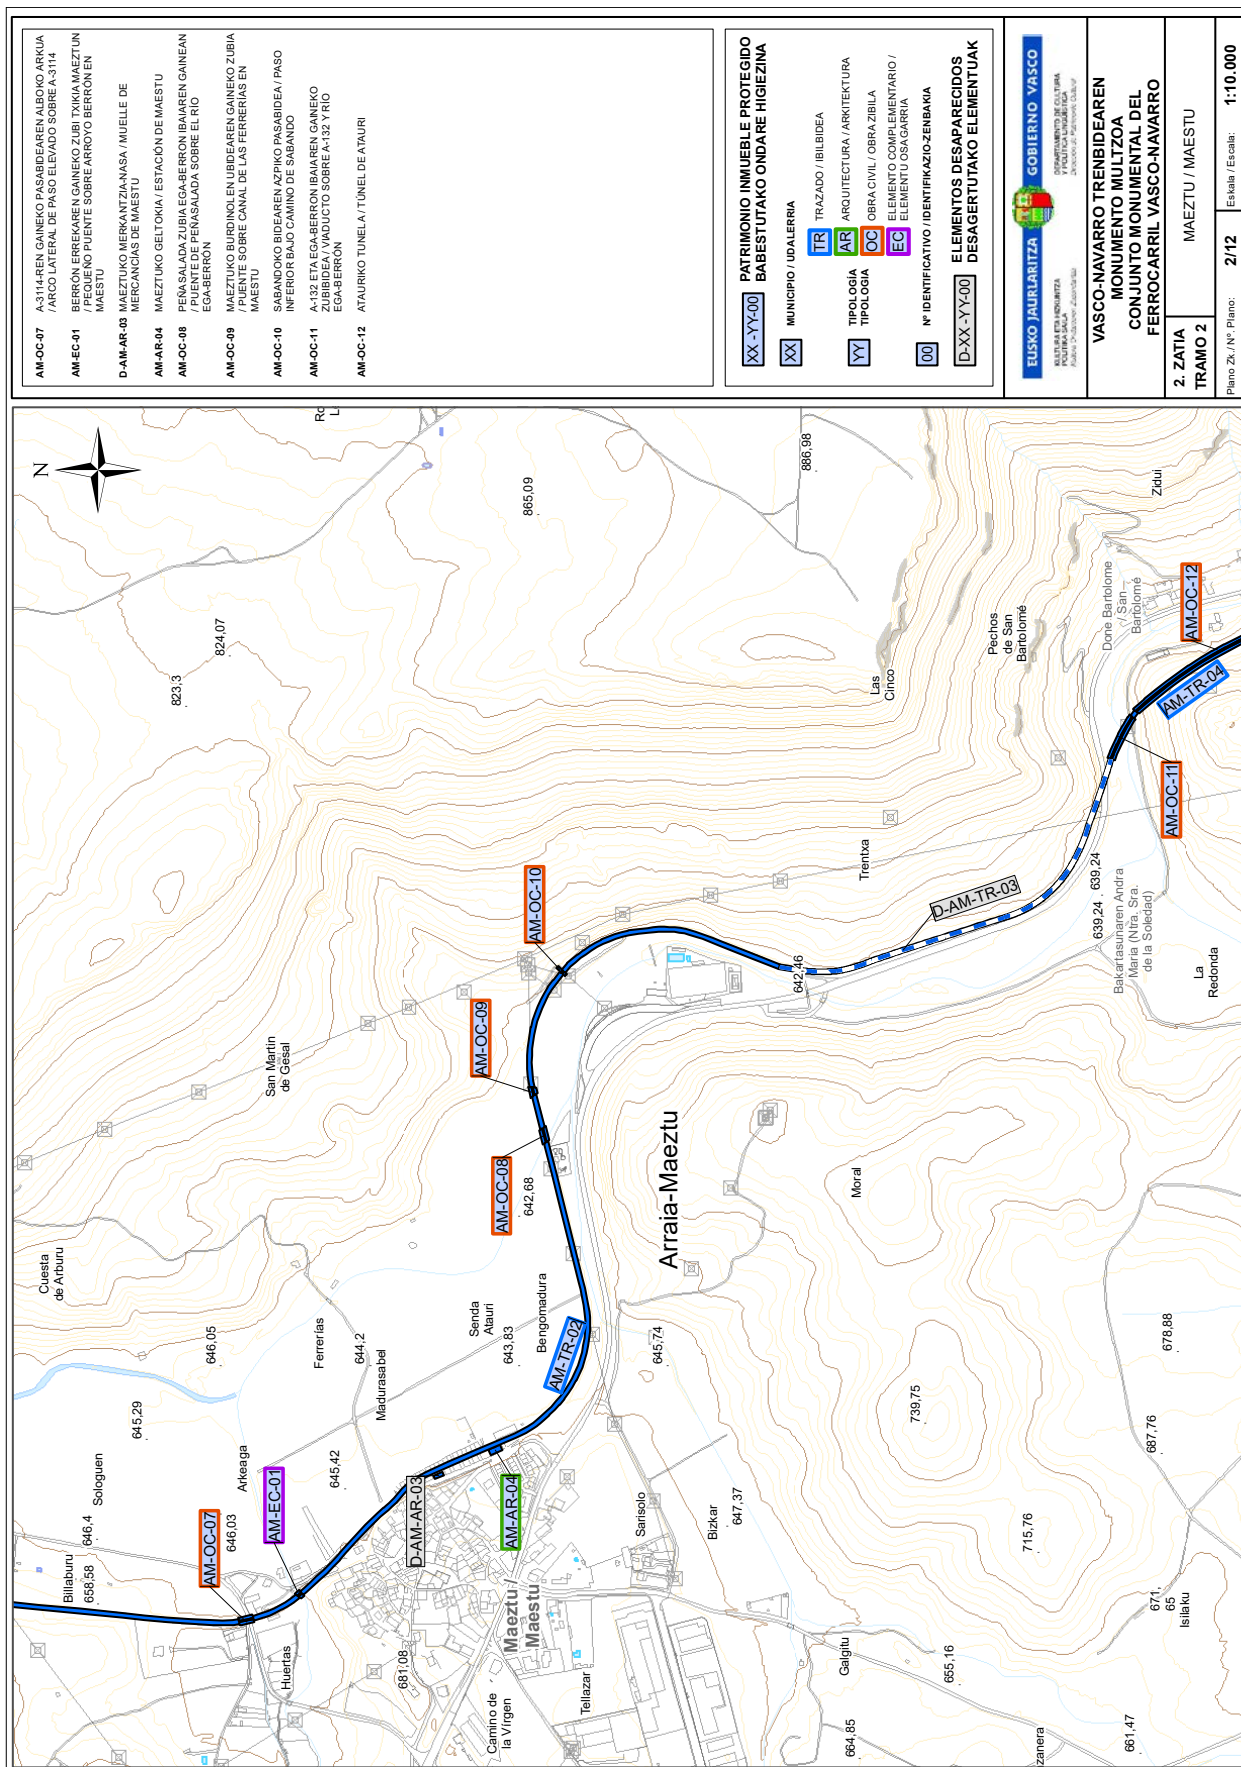 AM-OC-07 A-3114-REN GAINEKO PASABIDEAREN ALBOKO ARKUA
/ ARCO LATERAL DE PASO ELEVADO SOBRE A-3114
AM-EC-01 BERRÓN ERREKAREN GAINEKO ZUBI TXIKIA MAEZTUN
/ PEQUEÑO PUENTE SOBRE ARROYO BERRÓN EN
MAESTU
D-AM-AR-03 MAEZTUKO MERKANTZIA-NASA / MUELLE DE
MERCANCÍAS DE MAESTU
AM-AR-04 MAEZTUKO GELTOKIA / ESTACIÓN DE MAESTU
AM-OC-08 PEÑASALADA ZUBIA EGA-BERRON IBAIAREN GAINEAN
/ PUENTE DE PEÑASALADA SOBRE EL RÍO
EGA-BERRÓN
AM-OC-09 MAEZTUKO BURDINOLEN UBIDEAREN GAINEKO ZUBIA
/ PUENTE SOBRE CANAL DE LAS FERRERÍAS EN
MAESTU
AM-OC-10 SABANDOKO BIDEAREN AZPIKO PASABIDEA / PASO
INFERIOR BAJO CAMINO DE SABANDO
AM-OC-11 A-132 ETA EGA-BERRON IBAIAREN GAINEKO
ZUBIBIDEA / VIADUCTO SOBRE A-132 Y RÍO
EGA-BERRÓN
AM-OC-12 ATAURIKO TUNELA / TÚNEL DE ATAURI
XX -YY-00 PATRIMONIO INMUEBLE PROTEGIDO
BABESTUTAKO ONDARE HIGIEZINA
XX MUNICIPIO / UDALERRIA
YY TIPOLOGÍA
TIPOLOGIA
TR TRAZADO / IBILBIDEA
AR ARQUITECTURA / ARKITEKTURA
OC OBRA CIVIL / OBRA ZIBILA
EC ELEMENTO COMPLEMENTARIO /
ELEMENTU OSAGARRIA
00 Nº IDENTIFICATIVO / IDENTIFIKAZIO-ZENBAKIA
D-XX -YY-00 ELEMENTOS DESAPARECIDOS
DESAGERTUTAKO ELEMENTUAK
EUSKO JAURLARITZA GOBIERNO VASCO
KULTURA ETA HIZKUNTZA
POLITIKA SAILA
DEPARTAMENTO DE CULTURA
Y POLÍTICA LINGÜÍSTICA
VASCO-NAVARRO TRENBIDEAREN
MONUMENTO MULTZOA
CONJUNTO MONUMENTAL DEL
FERROCARRIL VASCO-NAVARRO
2. ZATIA
TRAMO 2
MAEZTU / MAESTU
Plano Zk./ Nº. Plano: 2/12
Eskala / Escala: 1:10.000
N
Cuesta
de Arburu
823,3
824,07
646,05
645,29
Sologuen
646,4
Billaburu
658,58
AM-OC-07
646,03
Arkeaga
AM-EC-01
Huertas
Ferrerías
644,2
Madurasabel
645,42
San Martin
de Gesal
Senda
Atauri
643,83
Bengomadura
AM-TR-02
AM-OC-08
642,68
AM-OC-09
AM-OC-10
865,09
886,98
D-AM-AR-03
AM-AR-04
681,08
Maeztu /
Maestu
Camino de
la Virgen
Tellazar
Sarisolo
645,74
Bizkar
647,37
Arraia-Maeztu
Moral
739,75
715,76
642,46
Trentxa
D-AM-TR-03
Las
Cinco
Pechos
de San
Bartolomé
639,24
639,24
Bakartasunaren Andra
Maria (Ntra. Sra.
de la Soledad)
La
Redonda
AM-OC-11
AM-TR-04
AM-OC-12
Done Bartolome
/ San
Bartolomé
Zidui
678,88
687,76
671,
65
Isilaku
Galgitu
655,16
664,85
661,47
zanera